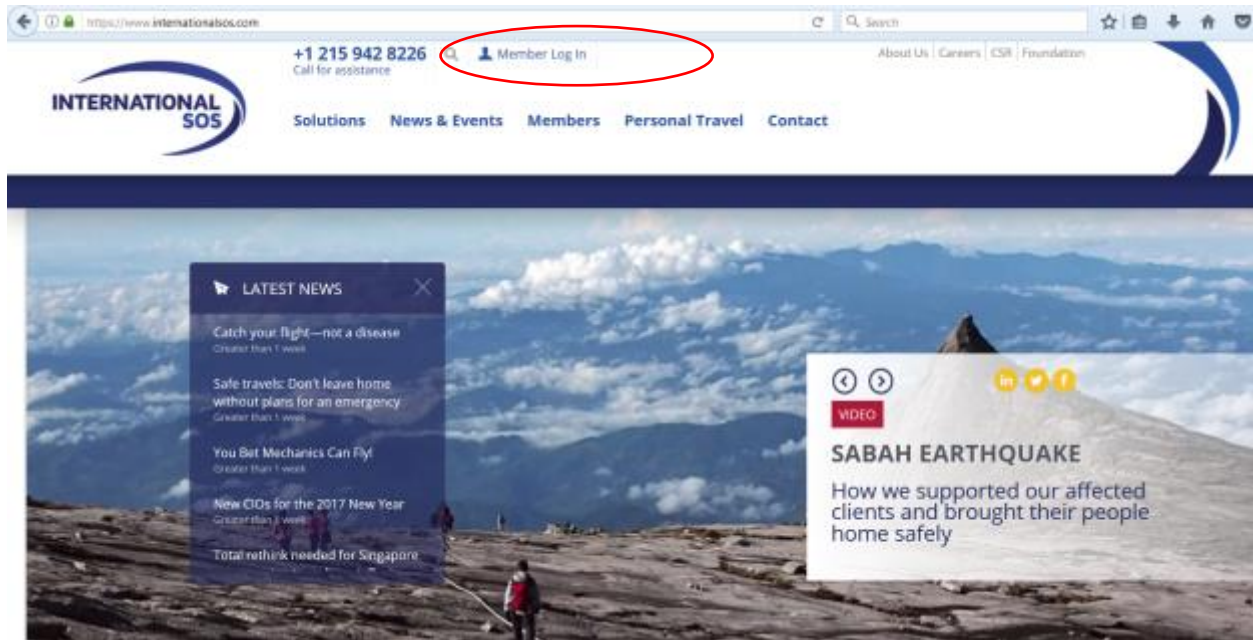 https://www.internationalsos.com
Search
+1 215 942 8226
Member Log In
About Us
Careers
CSR
Foundation
Call for assistance
INTERNATIONAL
SOS
Solutions
News & Events
Members
Personal Travel
Contact
LATEST NEWS
Catch your flight—not a disease
Greater than 1 week
Safe travels: Don't leave home
without plans for an emergency
Greater than 1 week
You Bet Mechanics Can Fly!
Greater than 1 week
New CIOs for the 2017 New Year
Greater than 1 week
Total rethink needed for Singapore
in
f
VIDEO
SABAH EARTHQUAKE
How we supported our affected
clients and brought their people
home safely